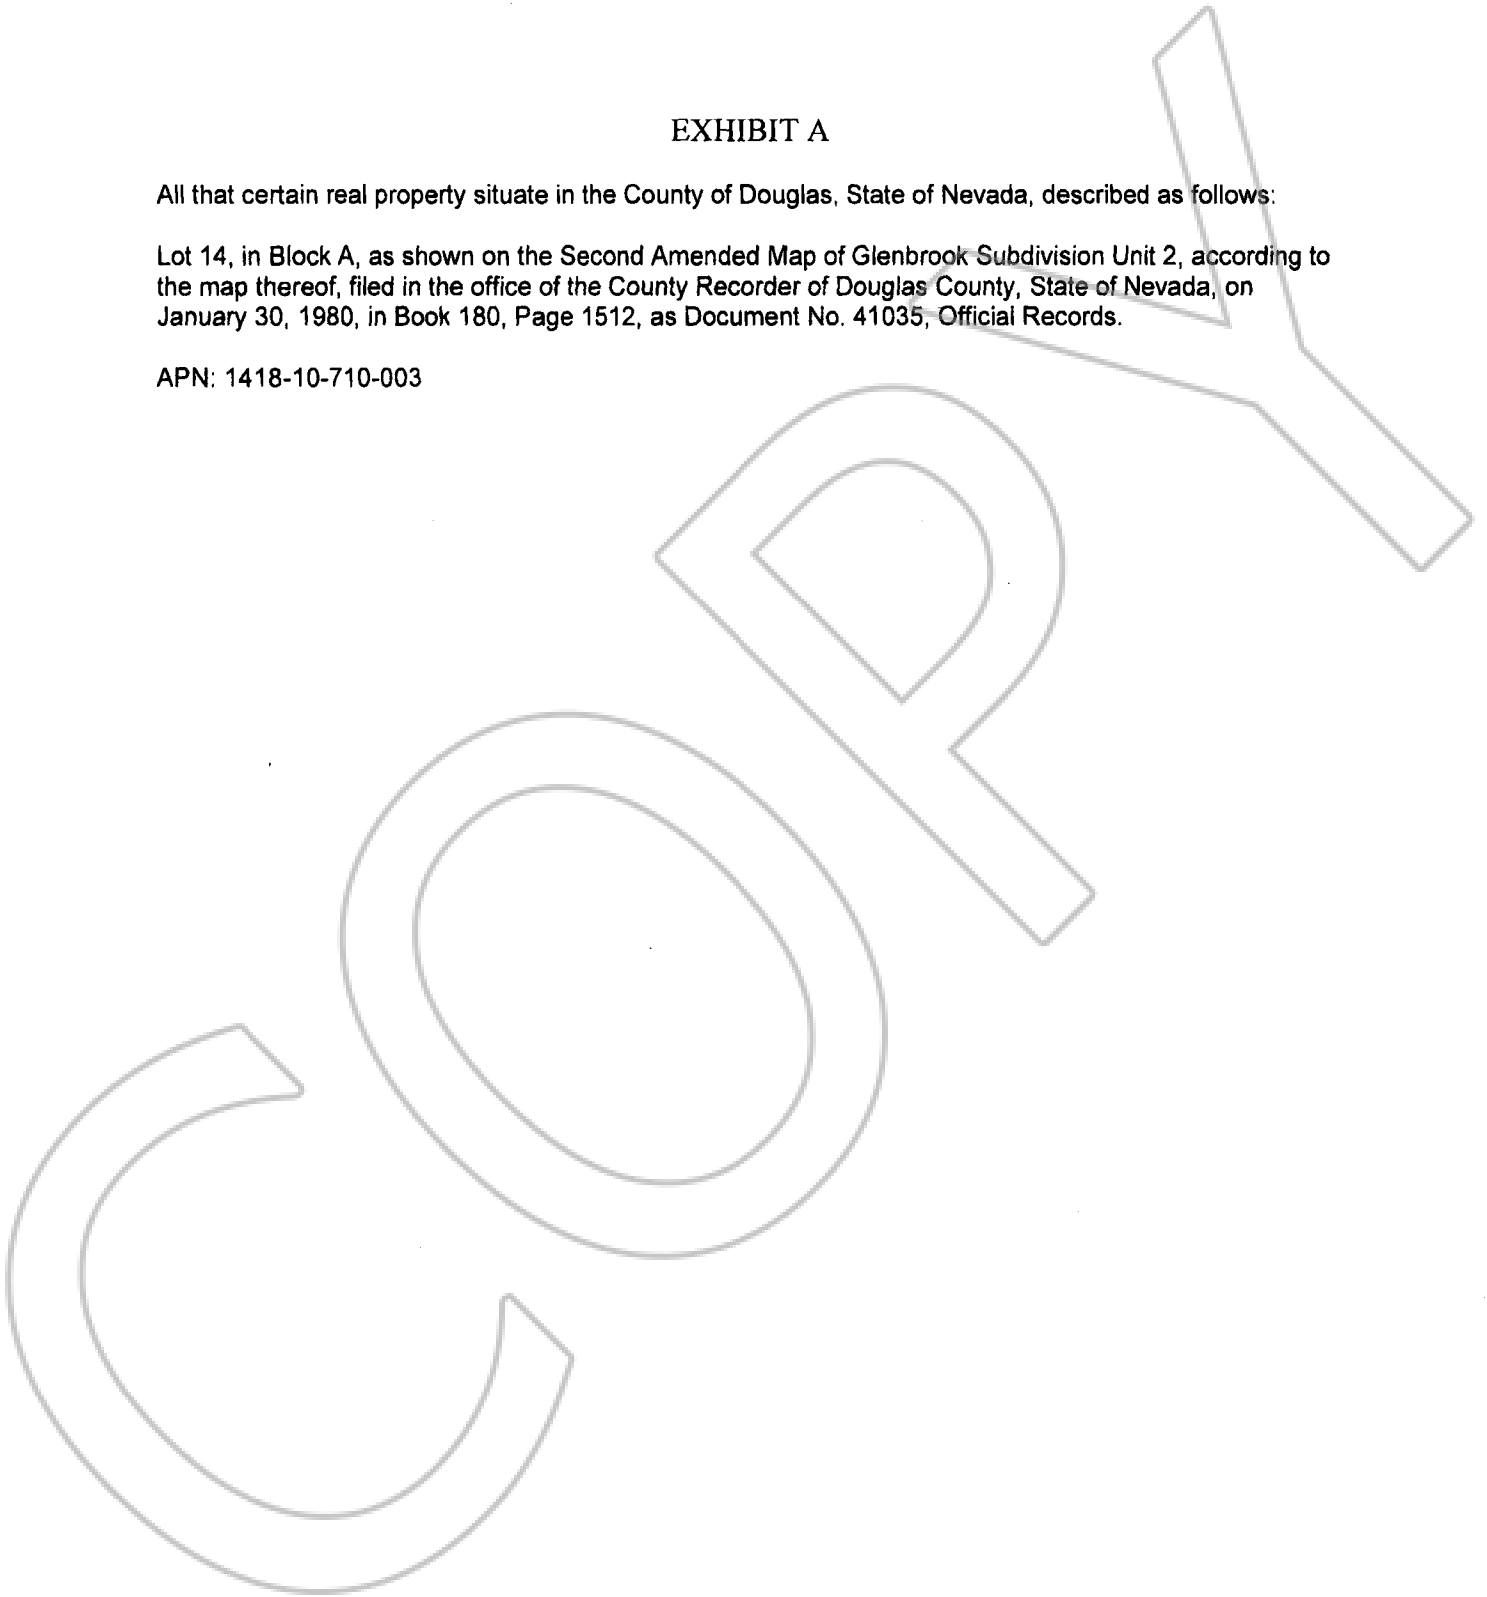 EXHIBIT A
All that certain real property situate in the County of Douglas, State of Nevada, described as follows:
Lot 14, in Block A, as shown on the Second Amended Map of Glenbrook Subdivision Unit 2, according to
the map thereof, filed in the office of the County Recorder of Douglas County, State of Nevada, on
January 30, 1980, in Book 180, Page 1512, as Document No. 41035, Official Records.
APN: 1418-10-710-003
COPY